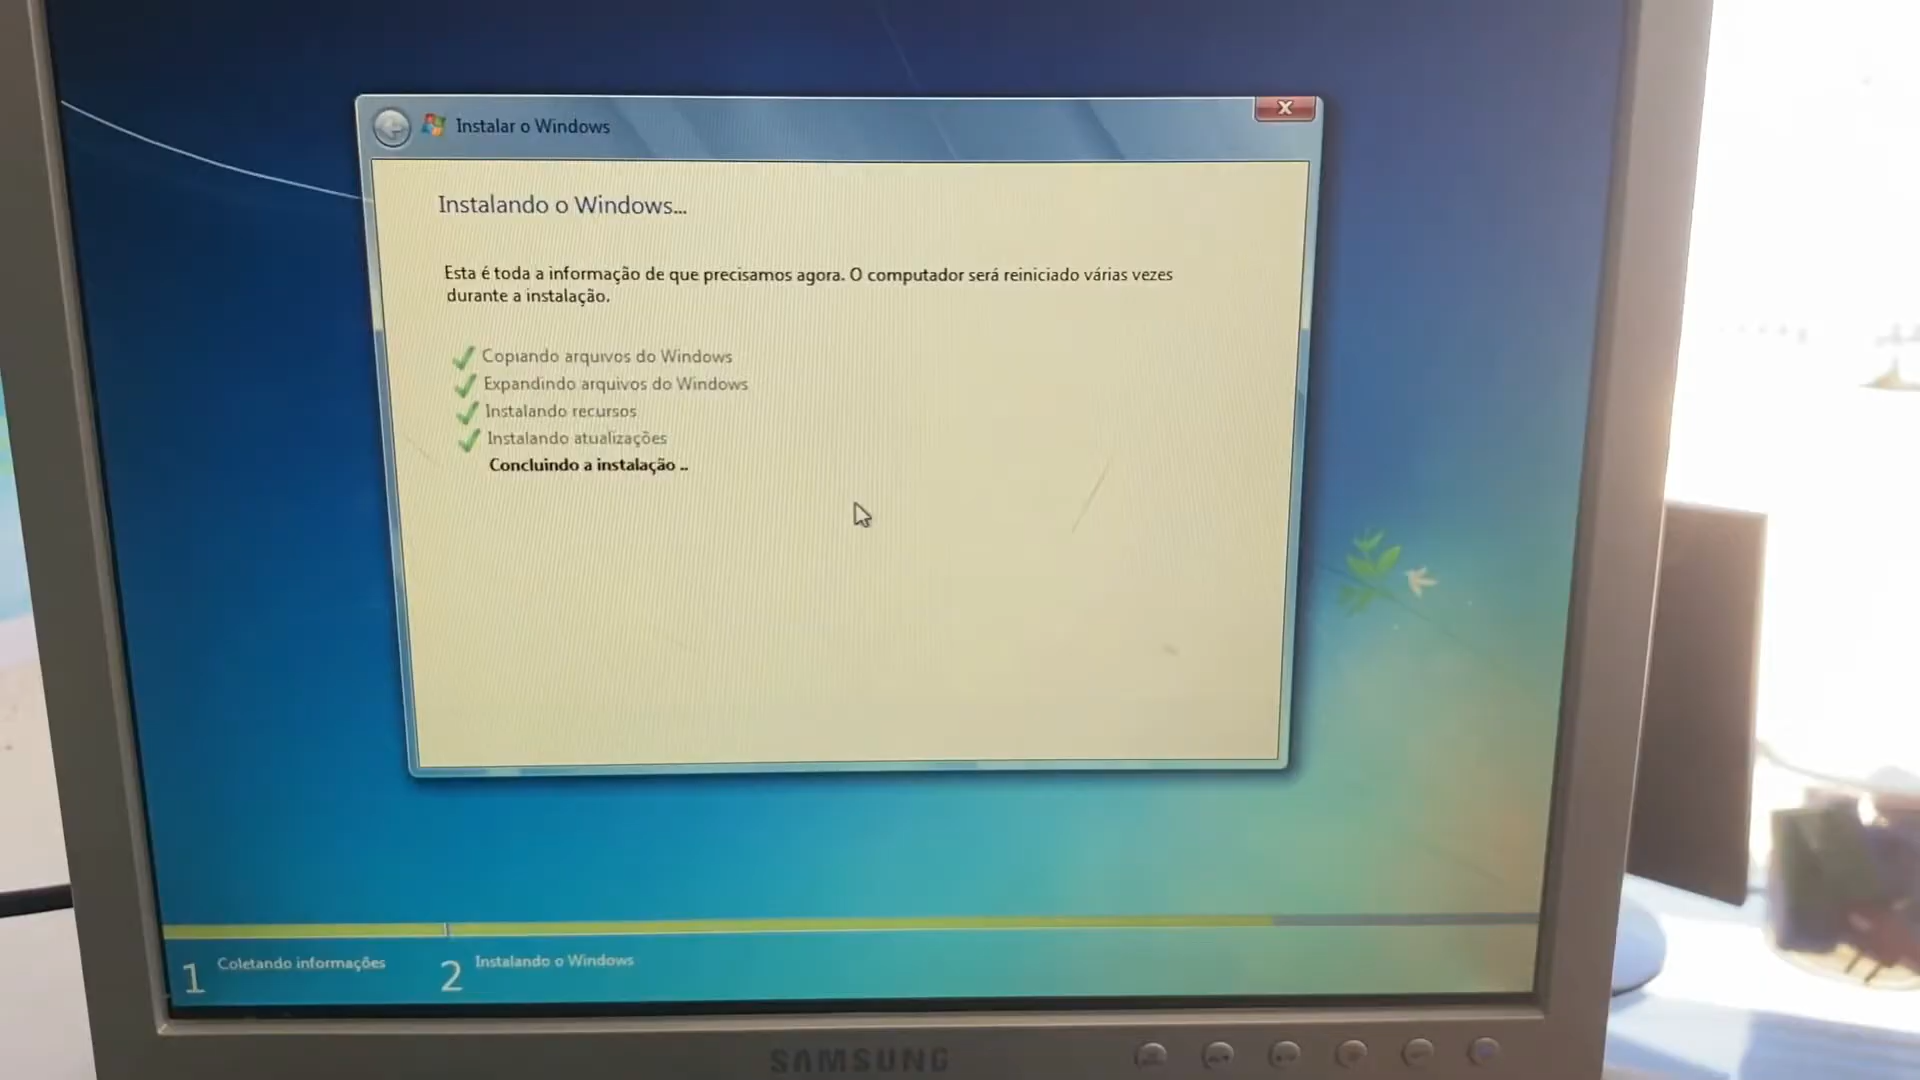 Instalar o Windows
Instalando o Windows...
Esta é toda a informação de que precisamos agora. O computador será reiniciado várias vezes
durante a instalação.
Copiando arquivos do Windows
Expandindo arquivos do Windows
Instalando recursos
Instalando atualizações
Concluindo a instalação ..
1 Coletando informações
2 Instalando o Windows
SAMSUNG